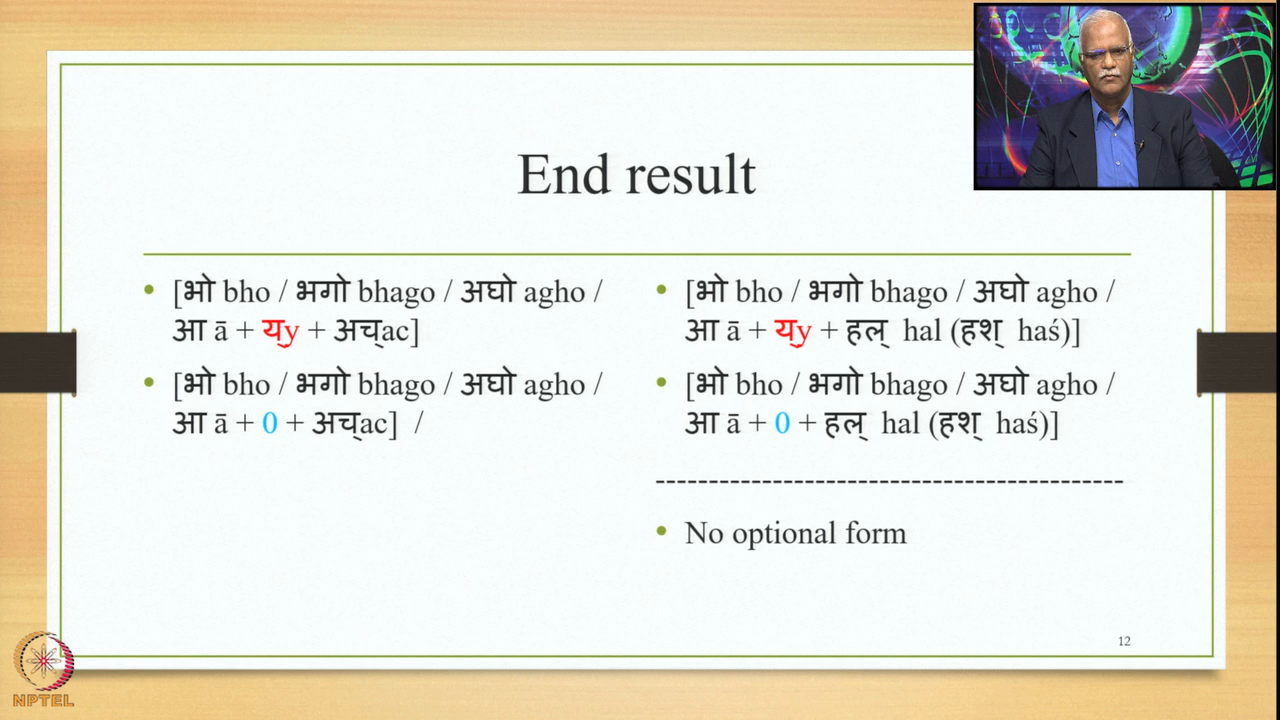 End result
• [भो bho / भगो bhago / अघो agho /
आ ā + य्y + अच्ac]
• [भो bho / भगो bhago / अघो agho /
आ ā + 0 + अच्ac] /
• [भो bho / भगो bhago / अघो agho /
आ ā + य्y + हल् hal (हश् haś)]
• [भो bho / भगो bhago / अघो agho /
आ ā + 0 + हल् hal (हश् haś)]
--------------------------------------------
• No optional form
12
NPTEL